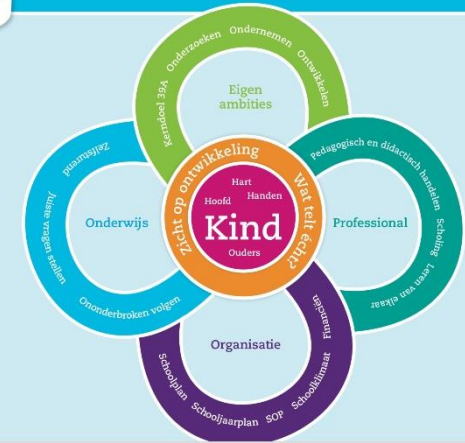 Kerndoel 39A
Onderzoeken
Ondernemen
Ontwikkelen
Eigen
ambities
Zelfsturend
Juiste vragen stellen
Ononderbroken volgen
Onderwijs
Zicht op ontwikkeling
Wat telt écht?
Hart
Hoofd
Handen
Kind
Ouders
Professional
Pedagogisch en didactisch handelen
Scholing
Leren van elkaar
Organisatie
Schoolplan
Schooljaarplan
SOP
Schoolklimaat
Financiën